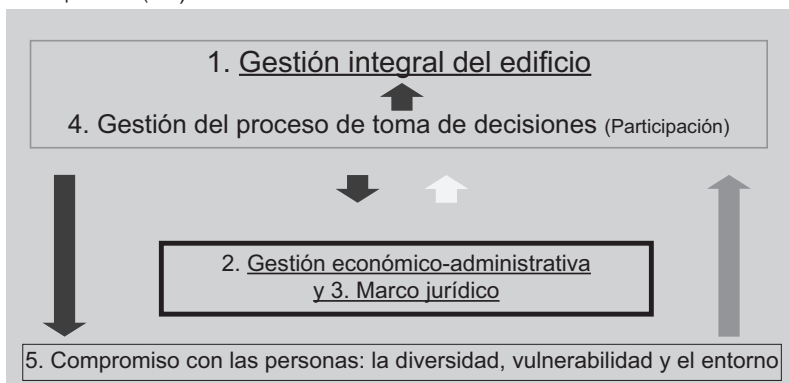 1. Gestión integral del edificio
4. Gestión del proceso de toma de decisiones (Participación)
2. Gestión económico-administrativa
y 3. Marco jurídico
5. Compromiso con las personas: la diversidad, vulnerabilidad y el entorno